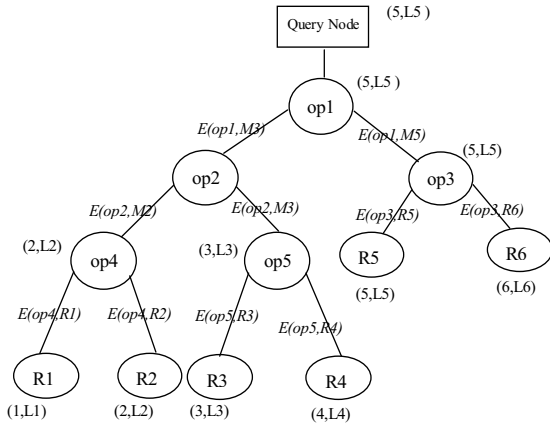 (5,L5 )
Query Node
(5,L5 )
op1
E(op1,M3)
E(op1,M5)
(5,L5)
op2
op3
E(op2,M2)
E(op2,M3)
E(op3,R5)
E(op3,R6)
(2,L2)
(3,L3)
op4
op5
R5
R6
(5,L5)
(6,L6)
E(op4,R1)
E(op4,R2)
E(op5,R3)
E(op5,R4)
R1
R2
R3
R4
(1,L1)
(2,L2)
(3,L3)
(4,L4)